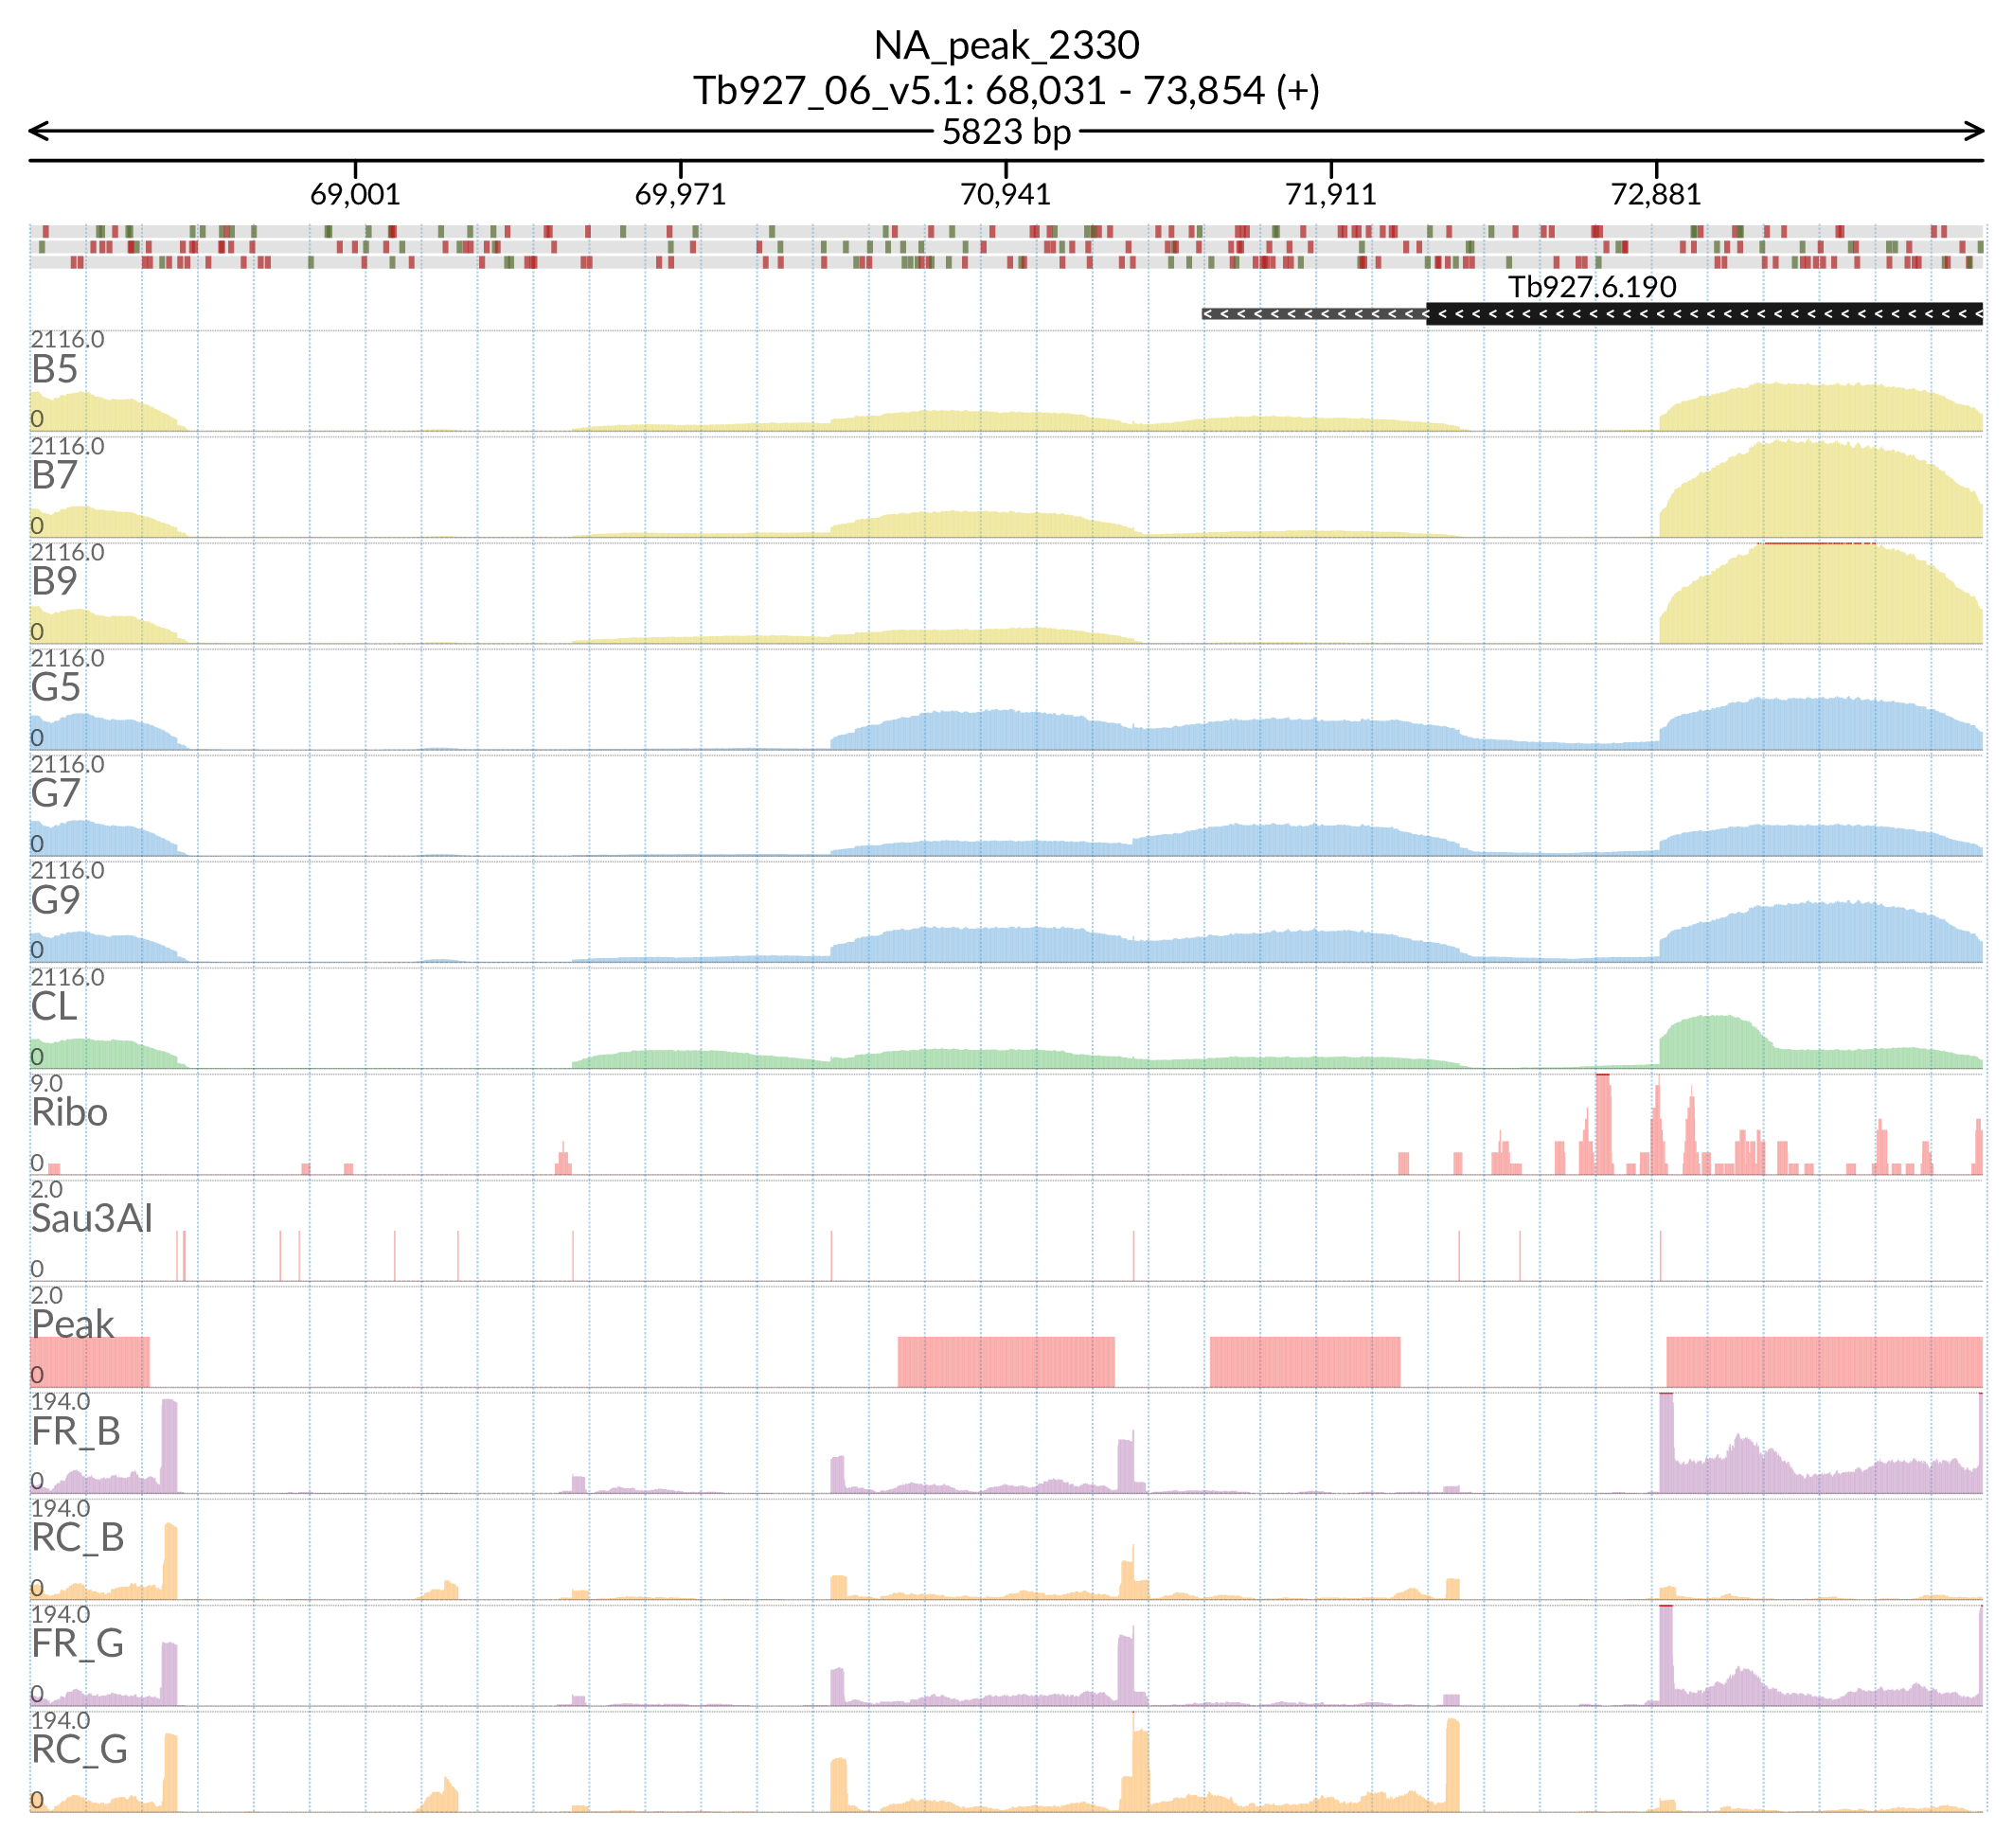 NA_peak_2330
Tb927_06_v5.1: 68,031 - 73,854 (+)
5823 bp
69,001 69,971 70,941 71,911 72,881
Tb927.6.190
2116.0
B5
0
2116.0
B7
0
2116.0
B9
0
2116.0
G5
0
2116.0
G7
0
2116.0
G9
0
2116.0
CL
0
9.0
Ribo
0
2.0
Sau3AI
0
2.0
Peak
0
194.0
FR_B
0
194.0
RC_B
0
194.0
FR_G
0
194.0
RC_G
0